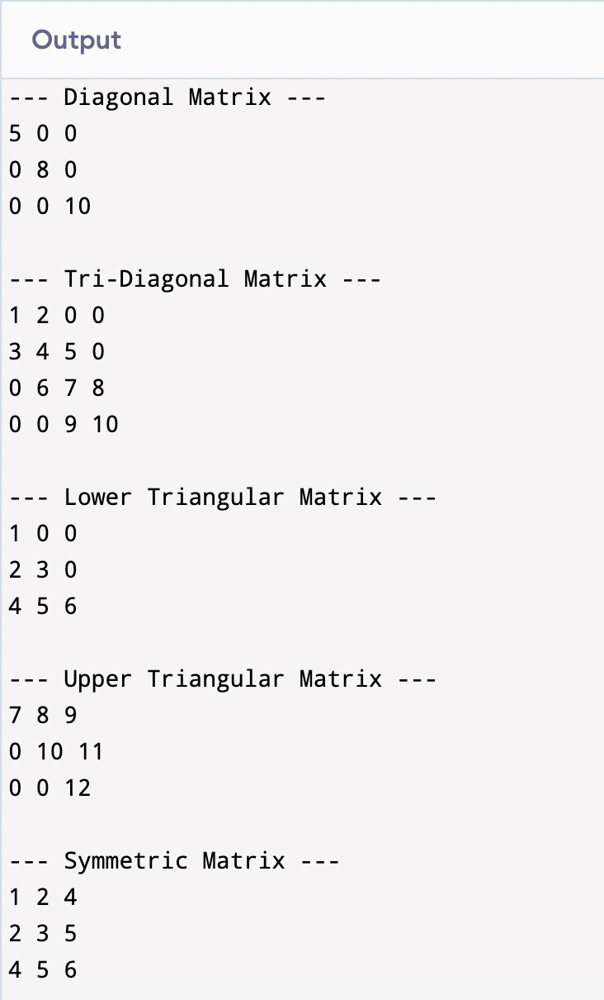 Output
--- Diagonal Matrix ---
5 0 0
0 8 0
0 0 10
--- Tri-Diagonal Matrix ---
1 2 0 0
3 4 5 0
0 6 7 8
0 0 9 10
--- Lower Triangular Matrix ---
1 0 0
2 3 0
4 5 6
--- Upper Triangular Matrix ---
7 8 9
0 10 11
0 0 12
--- Symmetric Matrix ---
1 2 4
2 3 5
4 5 6